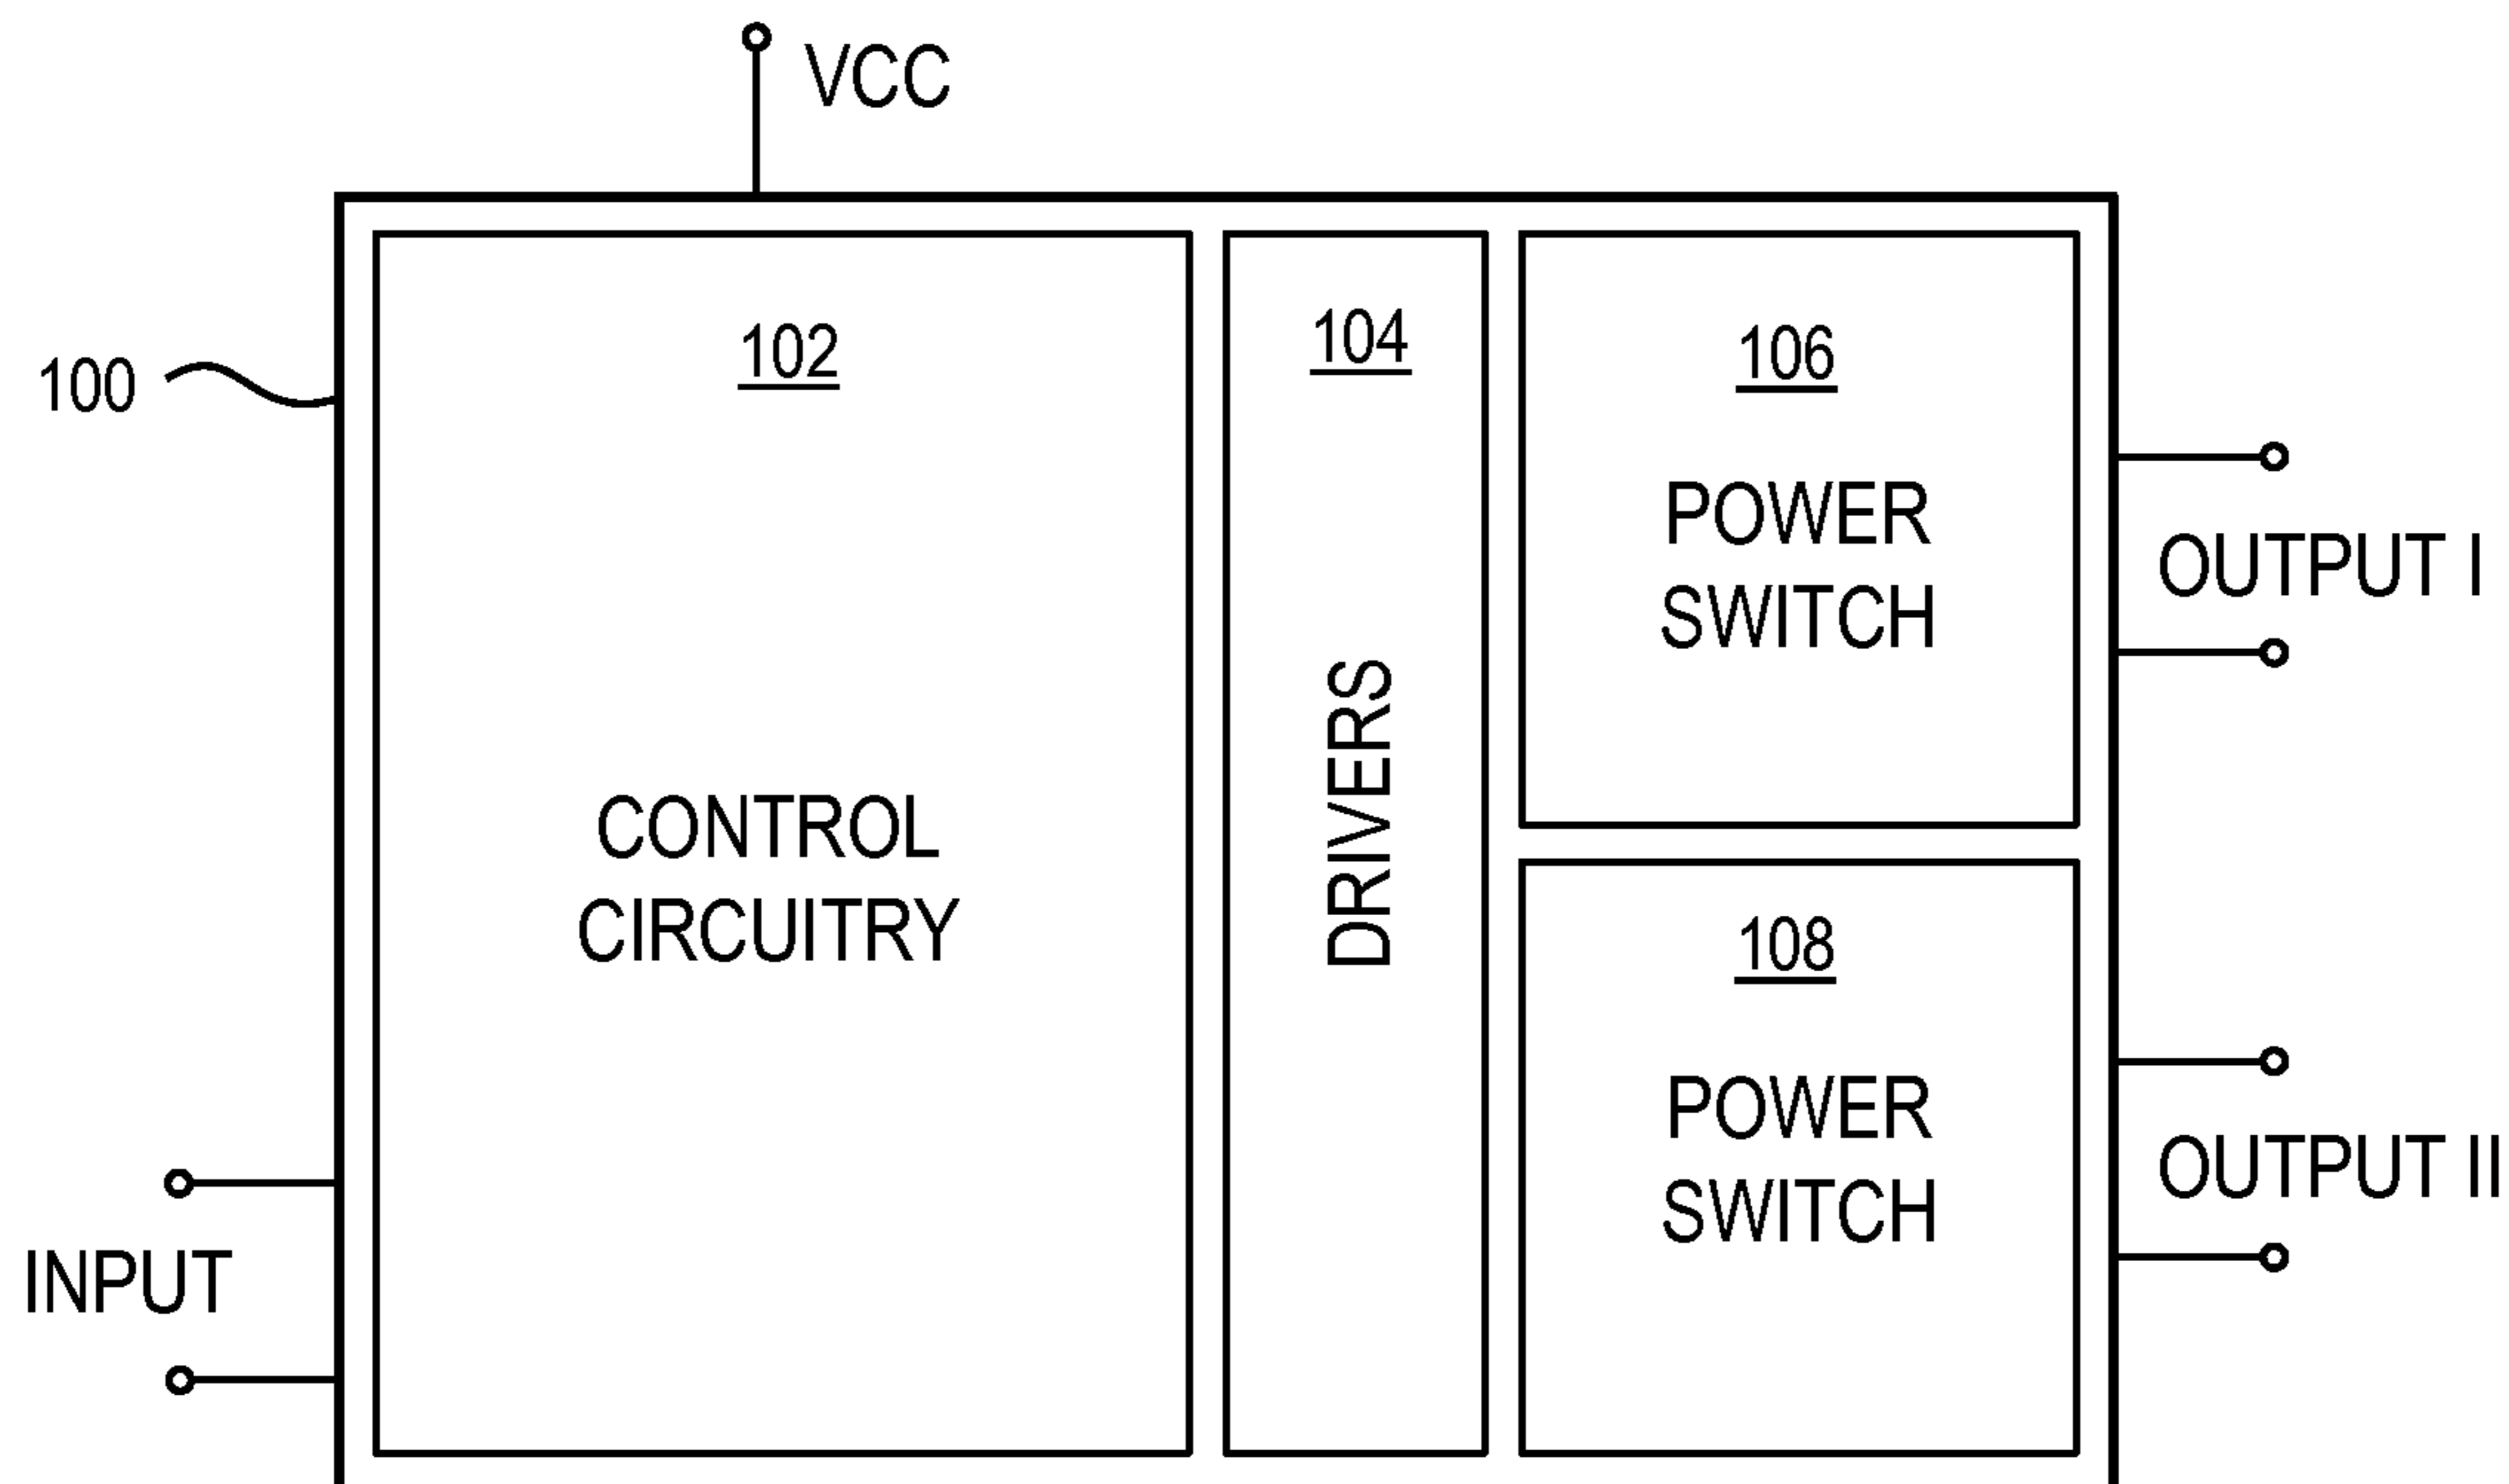 VCC
100
102
104
106
POWER
SWITCH
OUTPUT I
CONTROL
CIRCUITRY
DRIVERS
108
POWER
SWITCH
OUTPUT II
INPUT